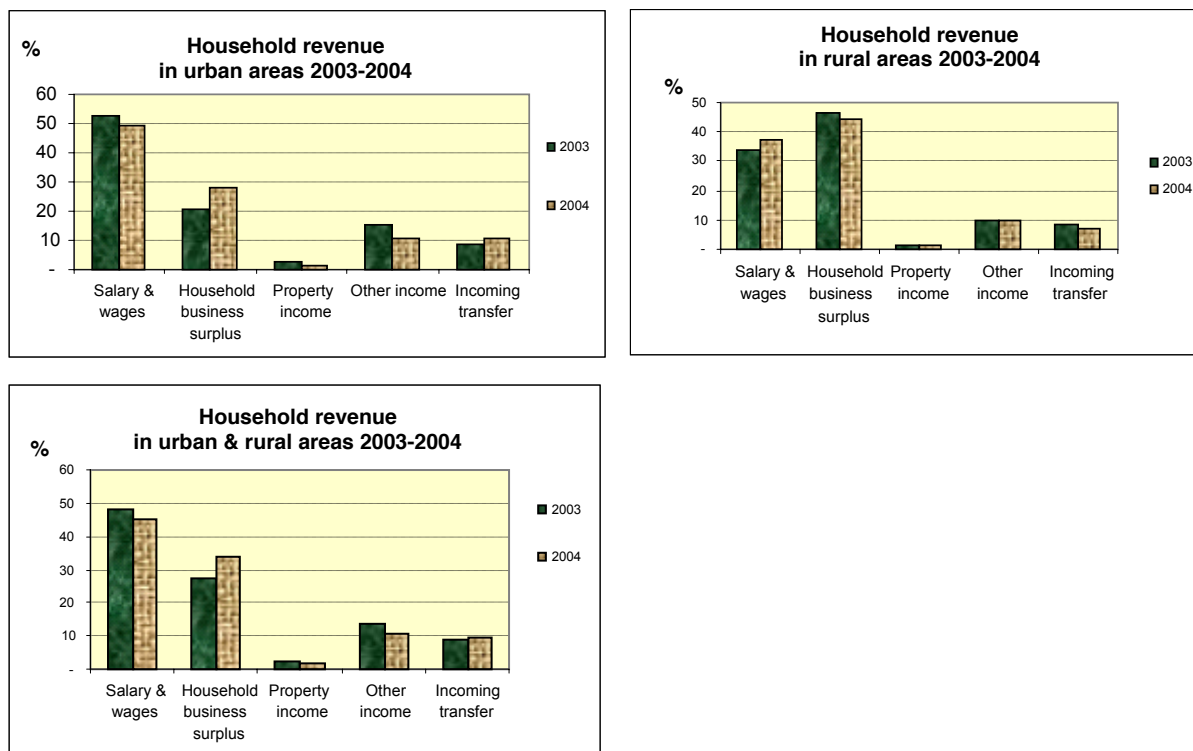 Household revenue
in urban areas 2003-2004
%
60
50
40
30
20
10
-
Salary &
wages
Household
business
surplus
Property
income
Other income
Incoming
transfer
2003
2004
Household revenue
in rural areas 2003-2004
%
50
40
30
20
10
-
Salary &
wages
Household
business
surplus
Property
income
Other
income
Incoming
transfer
2003
2004
Household revenue
in urban & rural areas 2003-2004
%
60
50
40
30
20
10
-
Salary &
wages
Household
business
surplus
Property
income
Other
income
Incoming
transfer
2003
2004